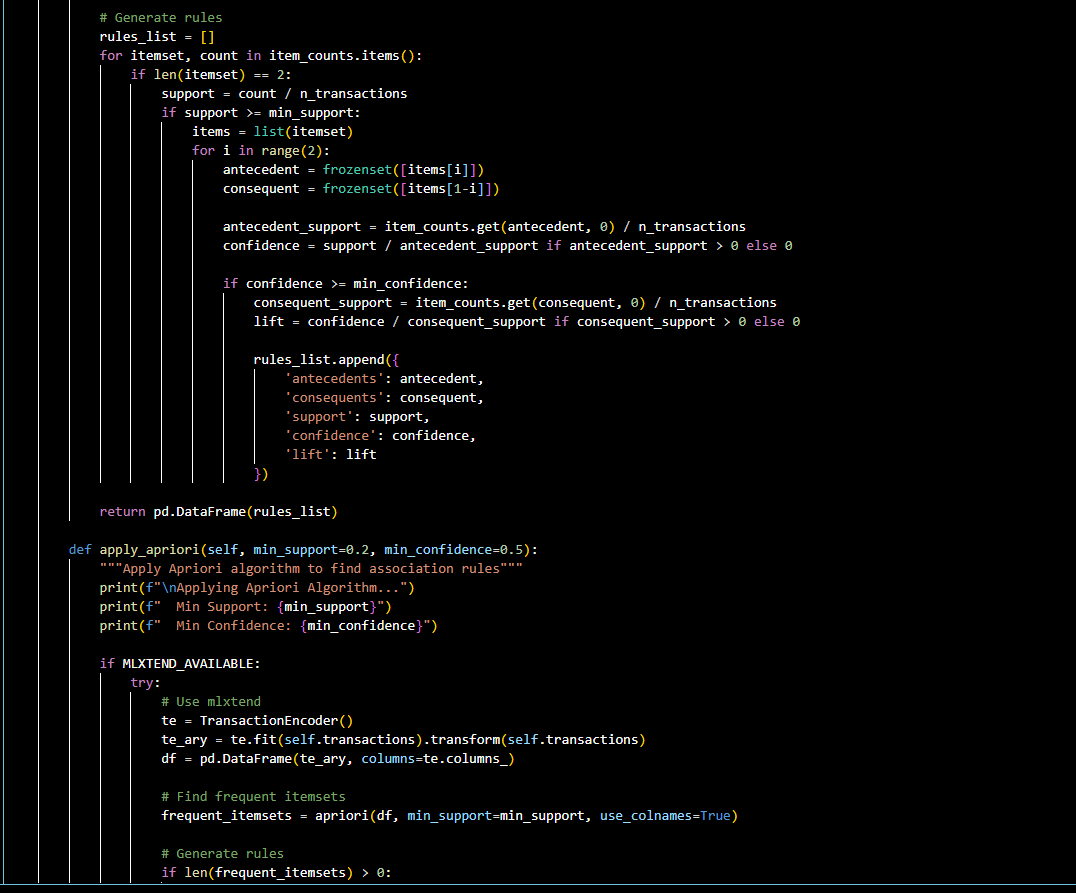 # Generate rules
rules_list = []
for itemset, count in item_counts.items():
if len(itemset) == 2:
support = count / n_transactions
if support >= min_support:
items = list(itemset)
for i in range(2):
antecedent = frozenset([items[i]])
consequent = frozenset([items[1-i]])
antecedent_support = item_counts.get(antecedent, 0) / n_transactions
confidence = support / antecedent_support if antecedent_support > 0 else 0
if confidence >= min_confidence:
consequent_support = item_counts.get(consequent, 0) / n_transactions
lift = confidence / consequent_support if consequent_support > 0 else 0
rules_list.append({
'antecedents': antecedent,
'consequents': consequent,
'support': support,
'confidence': confidence,
'lift': lift
})
return pd.DataFrame(rules_list)
def apply_apriori(self, min_support=0.2, min_confidence=0.5):
"""Apply Apriori algorithm to find association rules"""
print(f"\nApplying Apriori Algorithm...")
print(f"  Min Support: {min_support}")
print(f"  Min Confidence: {min_confidence}")
if MLXTEND_AVAILABLE:
try:
# Use mlxtend
te = TransactionEncoder()
te_ary = te.fit(self.transactions).transform(self.transactions)
df = pd.DataFrame(te_ary, columns=te.columns_)
# Find frequent itemsets
frequent_itemsets = apriori(df, min_support=min_support, use_colnames=True)
# Generate rules
if len(frequent_itemsets) > 0: